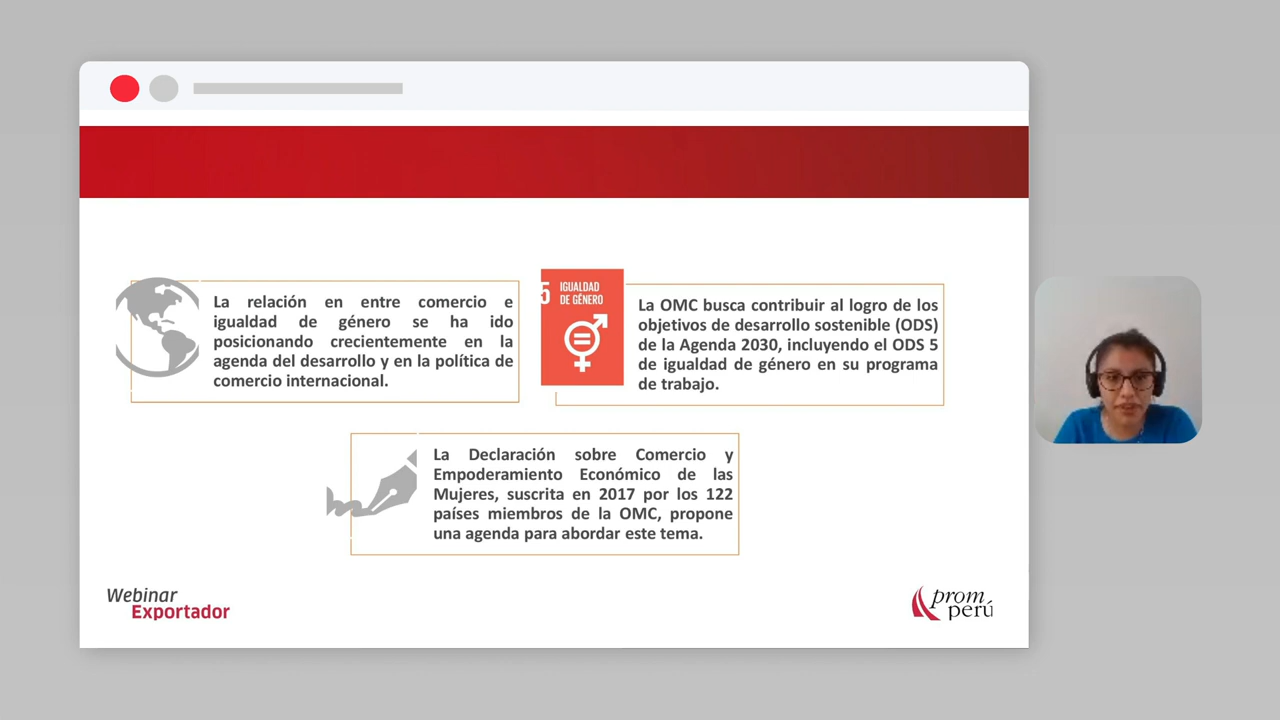 La relación en entre comercio e
igualdad de género se ha ido
posicionando crecientemente en la
agenda del desarrollo y en la política de
comercio internacional.
5 IGUALDAD
DE GÉNERO
La OMC busca contribuir al logro de los
objetivos de desarrollo sostenible (ODS)
de la Agenda 2030, incluyendo el ODS 5
de igualdad de género en su programa
de trabajo.
La Declaración sobre Comercio y
Empoderamiento Económico de las
Mujeres, suscrita en 2017 por los 122
países miembros de la OMC, propone
una agenda para abordar este tema.
Webinar
Exportador
prom
perú